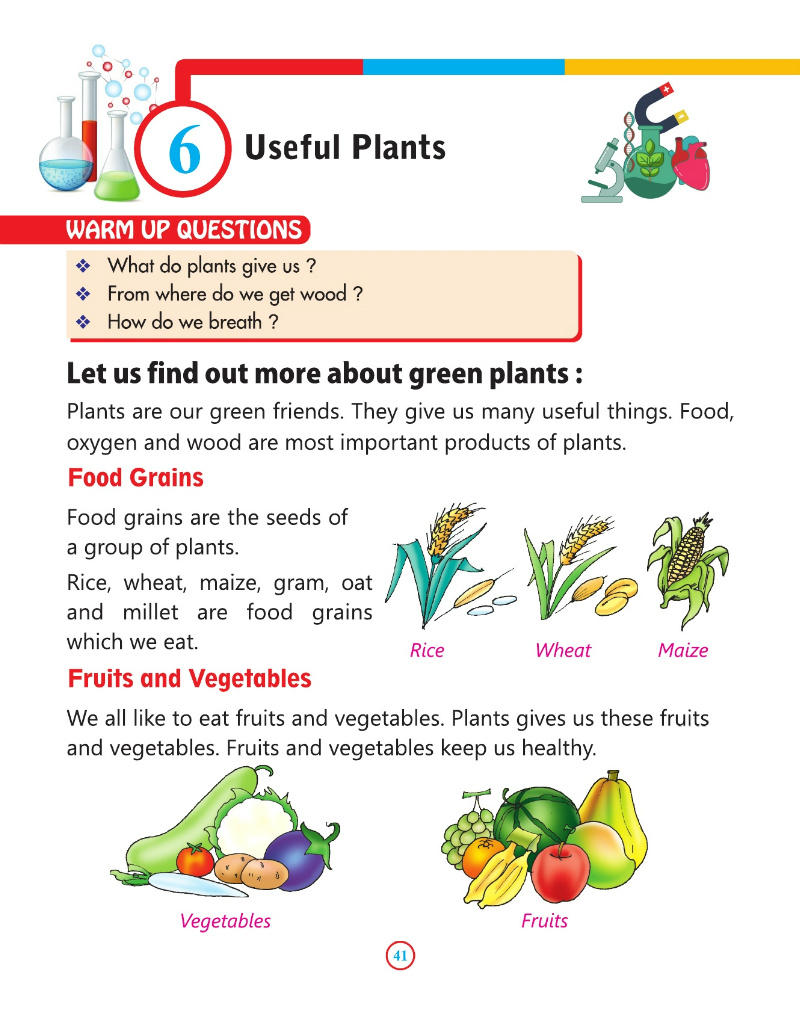 6
Useful Plants
WARM UP QUESTIONS
❖ What do plants give us ?
❖ From where do we get wood ?
❖ How do we breath ?
Let us find out more about green plants :
Plants are our green friends. They give us many useful things. Food,
oxygen and wood are most important products of plants.
Food Grains
Food grains are the seeds of
a group of plants.
Rice, wheat, maize, gram, oat
and millet are food grains
which we eat.
Rice Wheat Maize
Fruits and Vegetables
We all like to eat fruits and vegetables. Plants gives us these fruits
and vegetables. Fruits and vegetables keep us healthy.
Vegetables Fruits
41